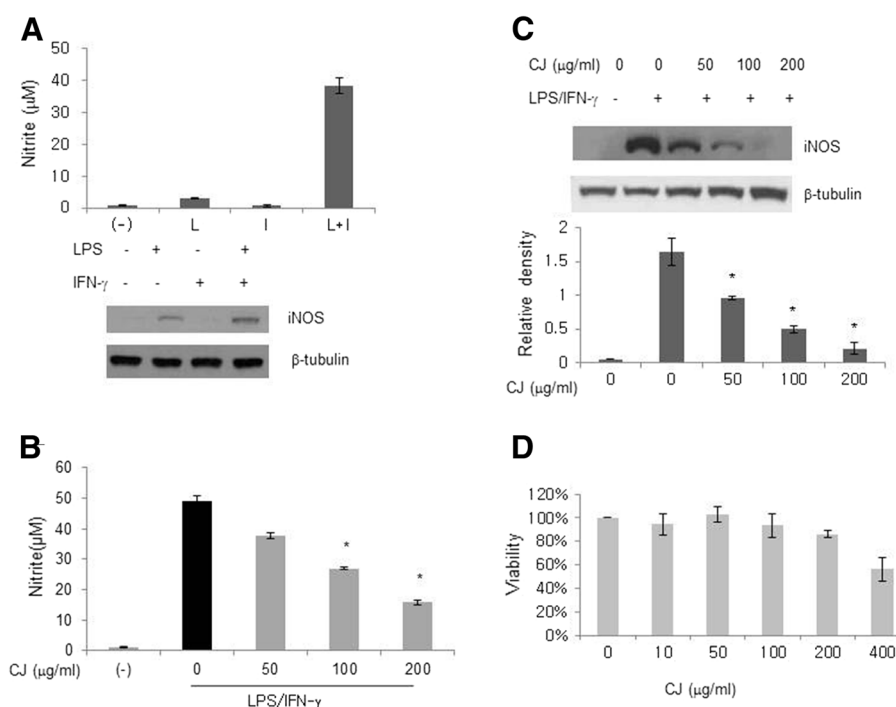 A
50
40
30
20
10
0
Nitrite (μM)
(-) L I L+I
LPS - + - +
IFN-γ - - + +
iNOS
β-tubulin
B
60
50
40
30
20
10
0
Nitrite(μM)
* *
CJ (μg/ml) (-) 0 50 100 200
LPS/IFN-γ
C
CJ (μg/ml) 0 0 50 100 200
LPS/IFN-γ - + + + +
iNOS
β-tubulin
2
1.5
1
0.5
0
Relative density
* * *
0 0 50 100 200
CJ (μg/ml)
D
120%
100%
80%
60%
40%
20%
0%
Viability
0 10 50 100 200 400
CJ (μg/ml)